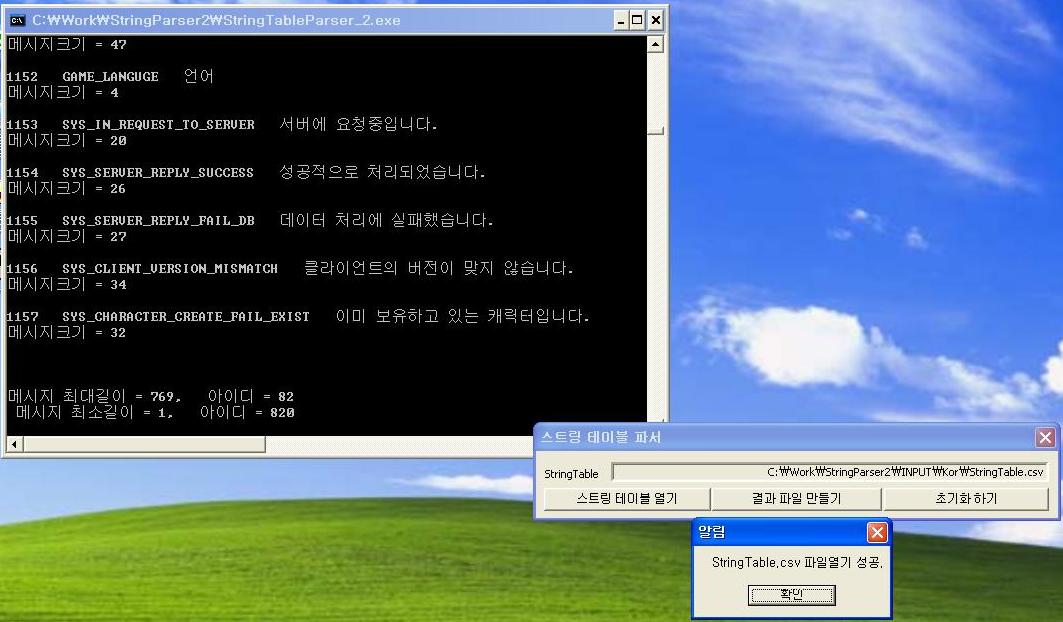 C:\Work\StringParser2\StringTableParser_2.exe
메시지크기 = 47
1152 GAME_LANGUGE 언어
메시지크기 = 4
1153 SYS_IN_REQUEST_TO_SERVER 서버에 요청중입니다.
메시지크기 = 20
1154 SYS_SERVER_REPLY_SUCCESS 성공적으로 처리되었습니다.
메시지크기 = 26
1155 SYS_SERVER_REPLY_FAIL_DB 데이터 처리에 실패했습니다.
메시지크기 = 27
1156 SYS_CLIENT_VERSION_MISMATCH 클라이언트의 버전이 맞지 않습니다.
메시지크기 = 34
1157 SYS_CHARACTER_CREATE_FAIL_EXIST 이미 보유하고 있는 캐릭터입니다.
메시지크기 = 32
메시지 최대길이 = 769, 아이디 = 82
메시지 최소길이 = 1, 아이디 = 820
스트링 테이블 파서
StringTable C:₩Work₩StringParser2₩INPUT₩Kor₩StringTable.csv
스트링 테이블 열기 결과 파일 만들기 초기화 하기
알림
StringTable.csv 파일열기 성공.
확인